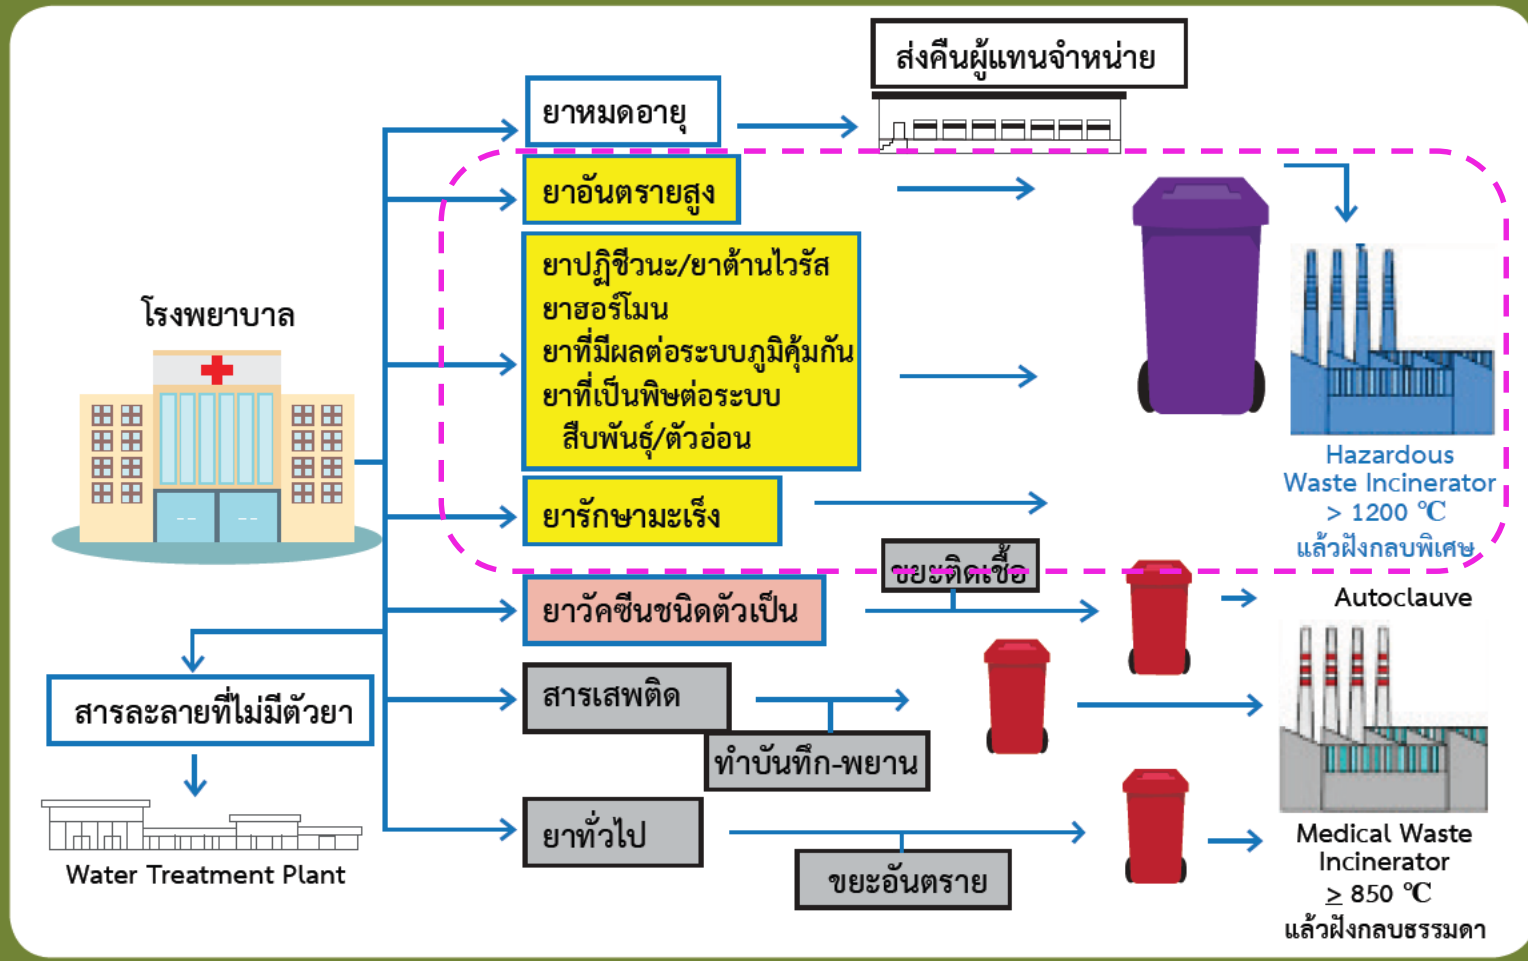 ส่งคืนผู้แทนจำหน่าย
ยาหมดอายุ
ยาอันตรายสูง
ยาปฏิชีวนะ/ยาต้านไวรัส
ยาฮอร์โมน
ยาที่มีผลต่อระบบภูมิคุ้มกัน
ยาที่เป็นพิษต่อระบบ
สืบพันธุ์/ตัวอ่อน
โรงพยาบาล
Hazardous
Waste Incinerator
> 1200 °C
แล้วฝังกลบพิเศษ
ยารักษามะเร็ง
ขยะติดเชื้อ
ยาวัคซีนชนิดตัวเป็น
Autoclauve
สารเสพติด
สารละลายที่ไม่มีตัวยา
ทำบันทึก-พยาน
ยาทั่วไป
Water Treatment Plant
ขยะอันตราย
Medical Waste
Incinerator
≥ 850 °C
แล้วฝังกลบธรรมดา